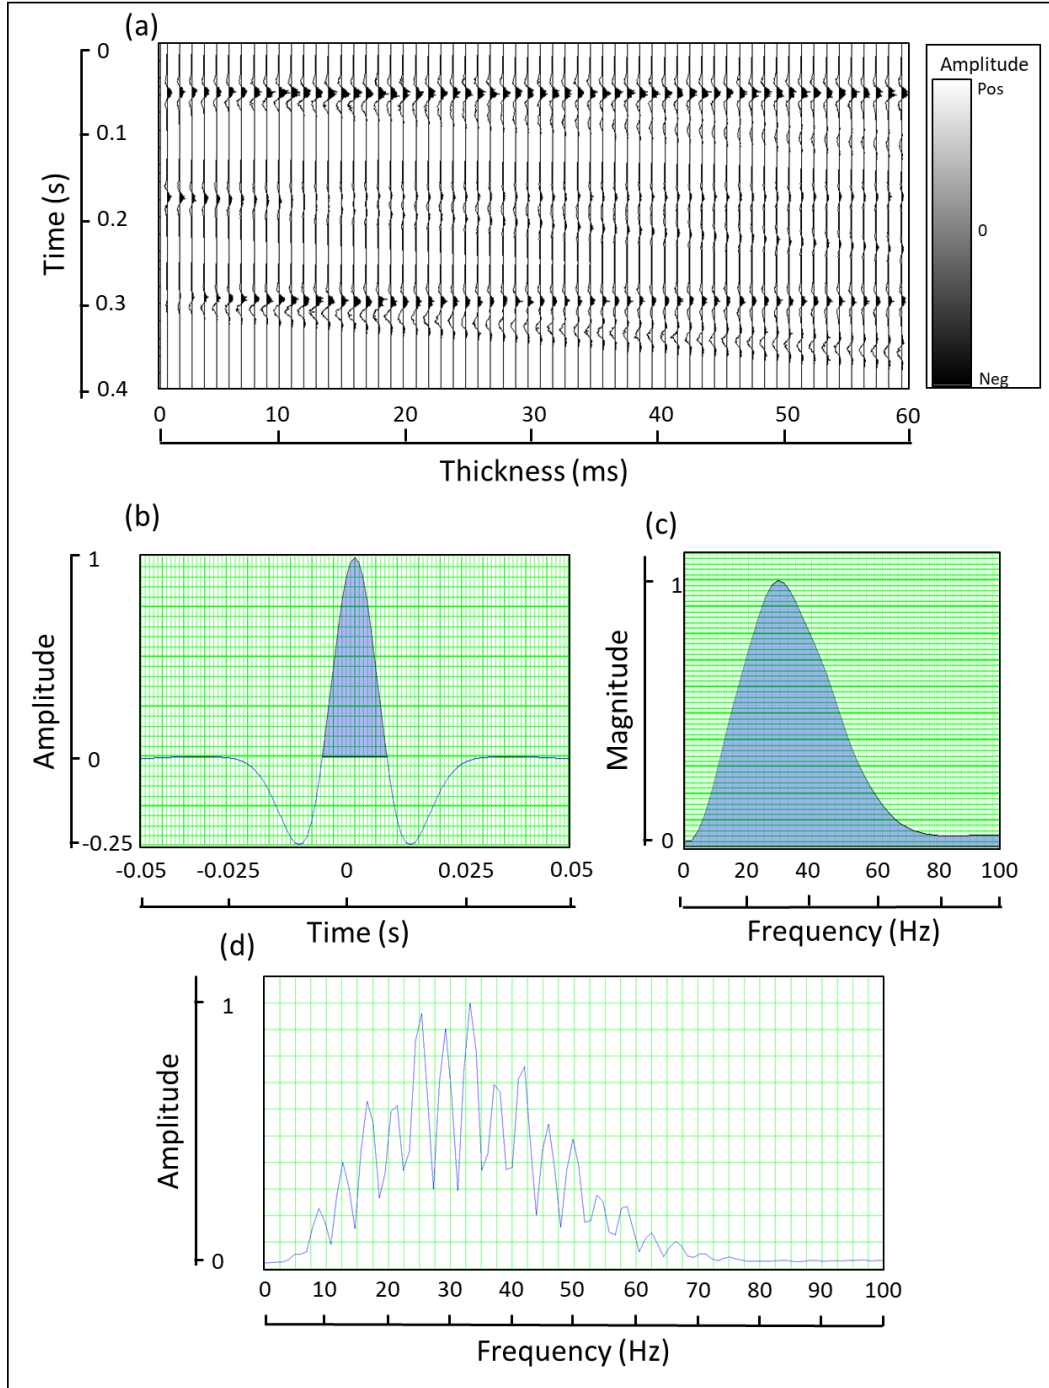 (a)
0
0.1
0.2
0.3
0.4
Time (s)
Amplitude
Pos
0
Neg
0 10 20 30 40 50 60
Thickness (ms)
(b)
1
0
-0.25
Amplitude
-0.05 -0.025 0 0.025 0.05
Time (s)
(c)
1
0
Magnitude
0 20 40 60 80 100
Frequency (Hz)
(d)
1
0
Amplitude
0 10 20 30 40 50 60 70 80 90 100
Frequency (Hz)